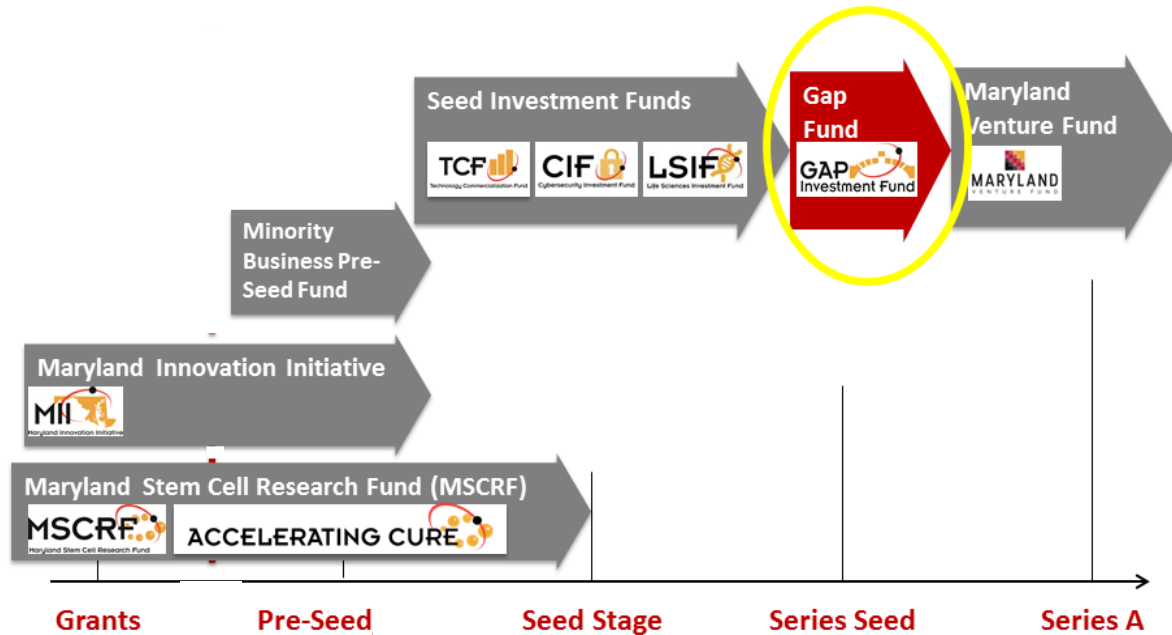 Seed Investment Funds
TCF
Technology Commercialization Fund
CIF
Cybersecurity Investment Fund
LSIF
Life Sciences Investment Fund
Gap
Fund
GAP
Investment Fund
Maryland
Venture Fund
MARYLAND
VENTURE FUND
Minority
Business Pre-
Seed Fund
Maryland Innovation Initiative
MII
Maryland Innovation Initiative
Maryland Stem Cell Research Fund (MSCRF)
MSCRF
Maryland Stem Cell Research Fund
ACCELERATING CURE
Grants
Pre-Seed
Seed Stage
Series Seed
Series A